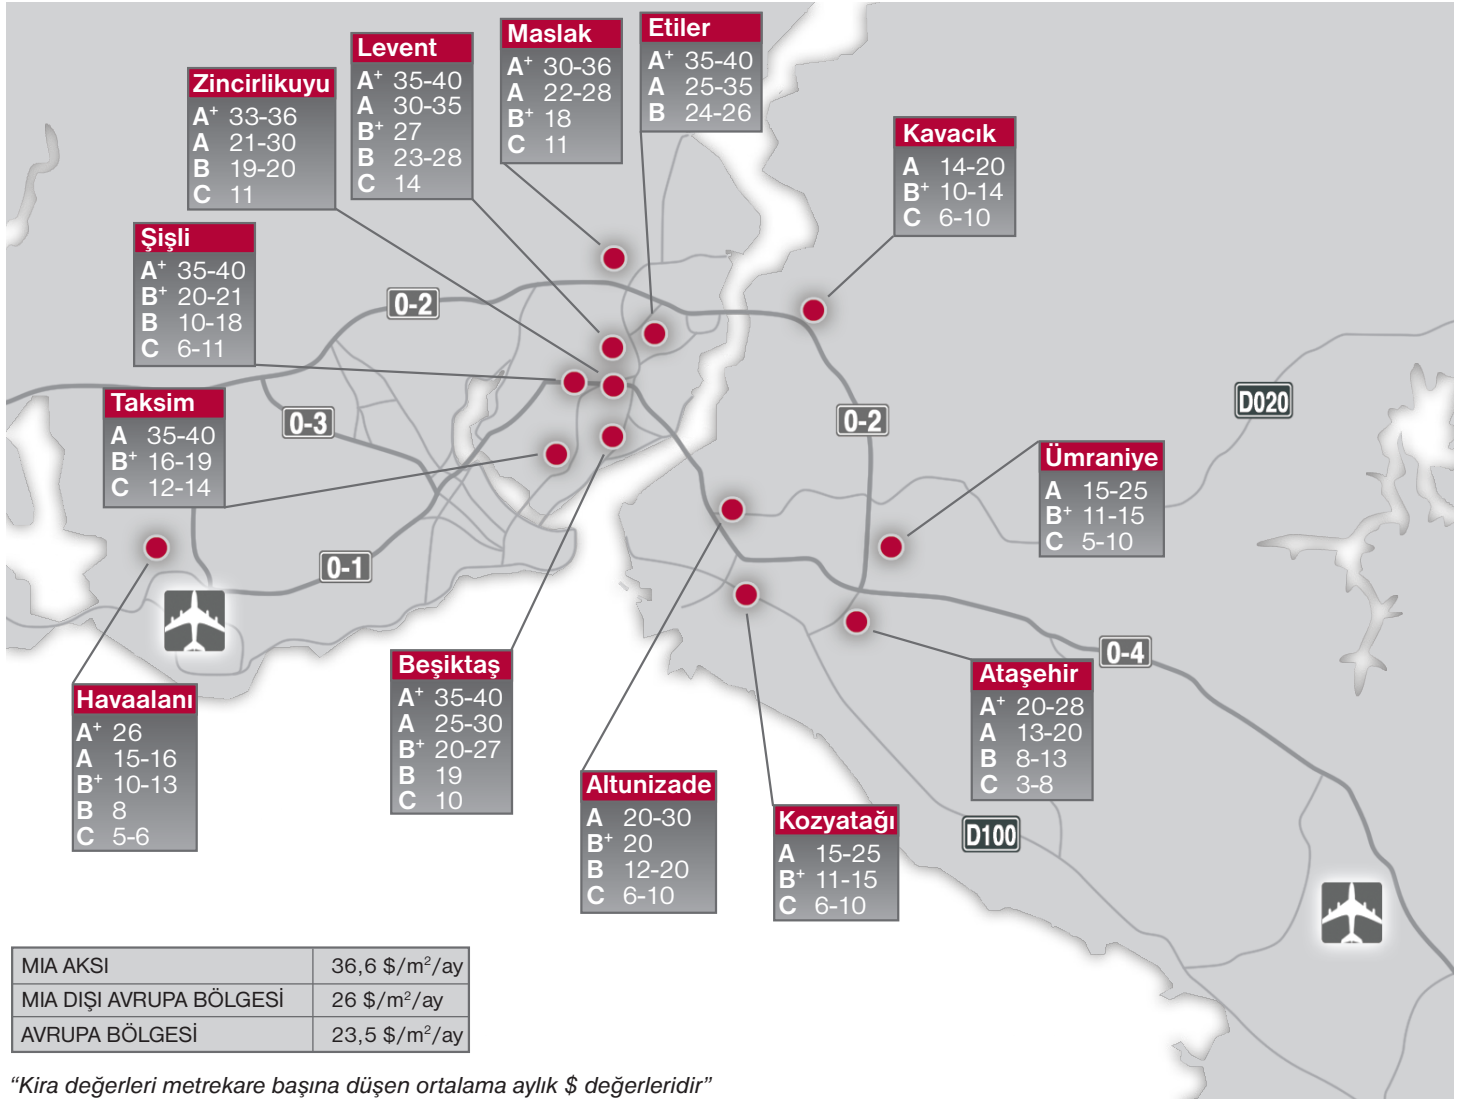 Zincirlikuyu
A+ 33-36
A 21-30
B 19-20
C 11
Levent
A+ 35-40
A 30-35
B+ 27
B 23-28
C 14
Maslak
A+ 30-36
A 22-28
B+ 18
C 11
Etiler
A+ 35-40
A 25-35
B 24-26
Kavacık
A 14-20
B+ 10-14
C 6-10
Şişli
A+ 35-40
B+ 20-21
B 10-18
C 6-11
0-2
Taksim
A 35-40
B+ 16-19
C 12-14
0-3
0-2
D020
Ümraniye
A 15-25
B+ 11-15
C 5-10
0-1
0-4
Havaalanı
A+ 26
A 15-16
B+ 10-13
B 8
C 5-6
Beşiktaş
A+ 35-40
A 25-30
B+ 20-27
B 19
C 10
Altunizade
A 20-30
B+ 20
B 12-20
C 6-10
Kozyatağı
A 15-25
B+ 11-15
C 6-10
Ataşehir
A+ 20-28
A 13-20
B 8-13
C 3-8
D100
MIA AKSI 36,6 $/m²/ay
MIA DIŞI AVRUPA BÖLGESİ 26 $/m²/ay
AVRUPA BÖLGESİ 23,5 $/m²/ay
"Kira değerleri metrekare başına düşen ortalama aylık $ değerleridir"